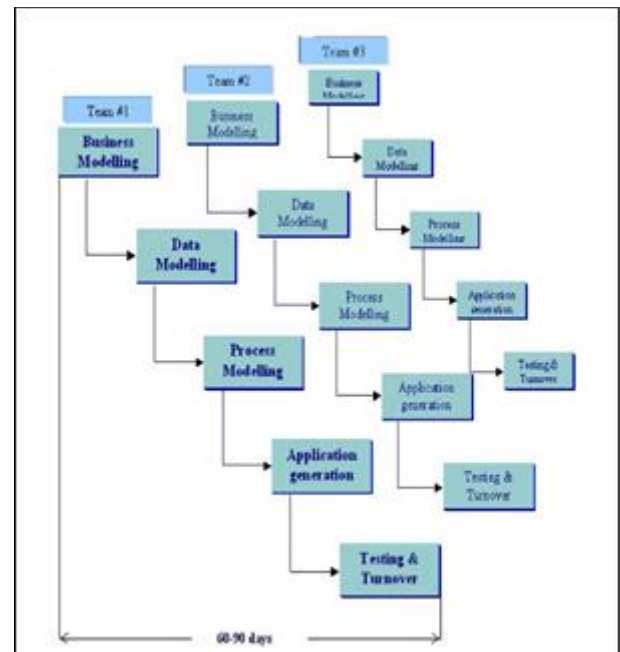 Team #1
Business
Modelling
Data
Modelling
Process
Modelling
Application
generation
Testing &
Turnover
Team #2
Business
Modelling
Data
Modelling
Process
Modelling
Application
generation
Testing &
Turnover
Team #3
Business
Modelling
Data
Modelling
Process
Modelling
Application
generation
Testing &
Turnover
60-90 days